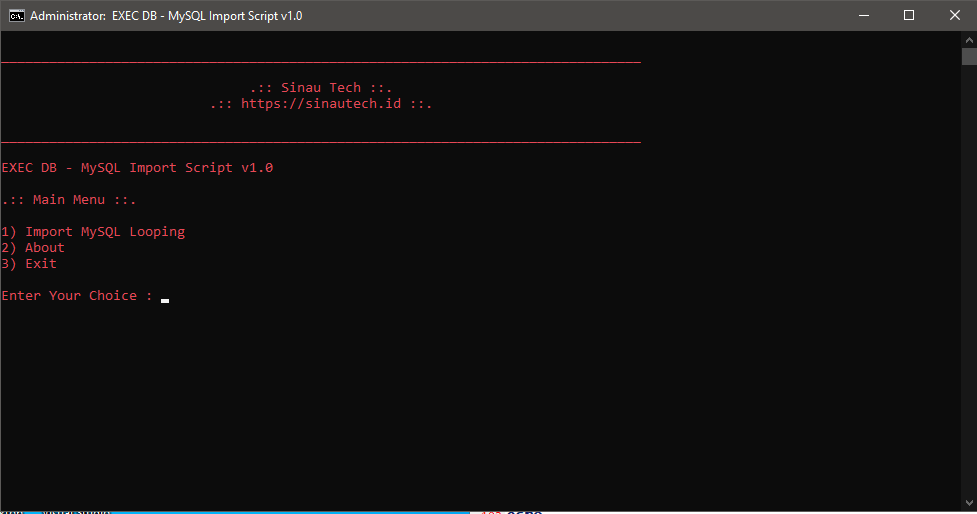 Administrator: EXEC DB - MySQL Import Script v1.0
.:: Sinau Tech ::.
.:: https://sinautech.id ::.
EXEC DB - MySQL Import Script v1.0
.:: Main Menu ::.
1) Import MySQL Looping
2) About
3) Exit
Enter Your Choice :